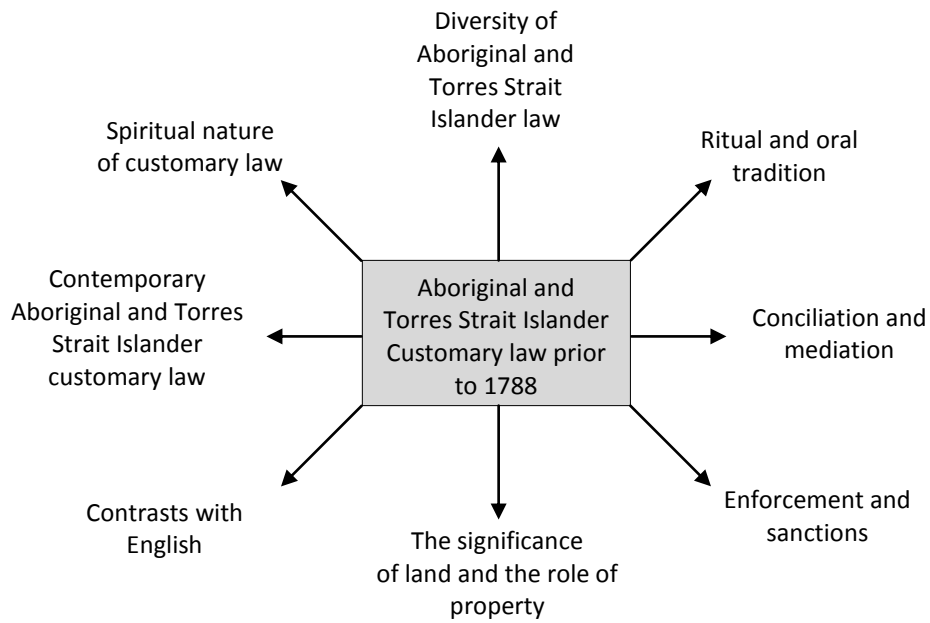 Diversity of
Aboriginal and
Torres Strait
Islander law
Spiritual nature
of customary law
Ritual and oral
tradition
Contemporary
Aboriginal and Torres
Strait Islander
customary law
Aboriginal and
Torres Strait Islander
Customary law prior
to 1788
Conciliation and
mediation
Contrasts with
English
The significance
of land and the role of
property
Enforcement and
sanctions